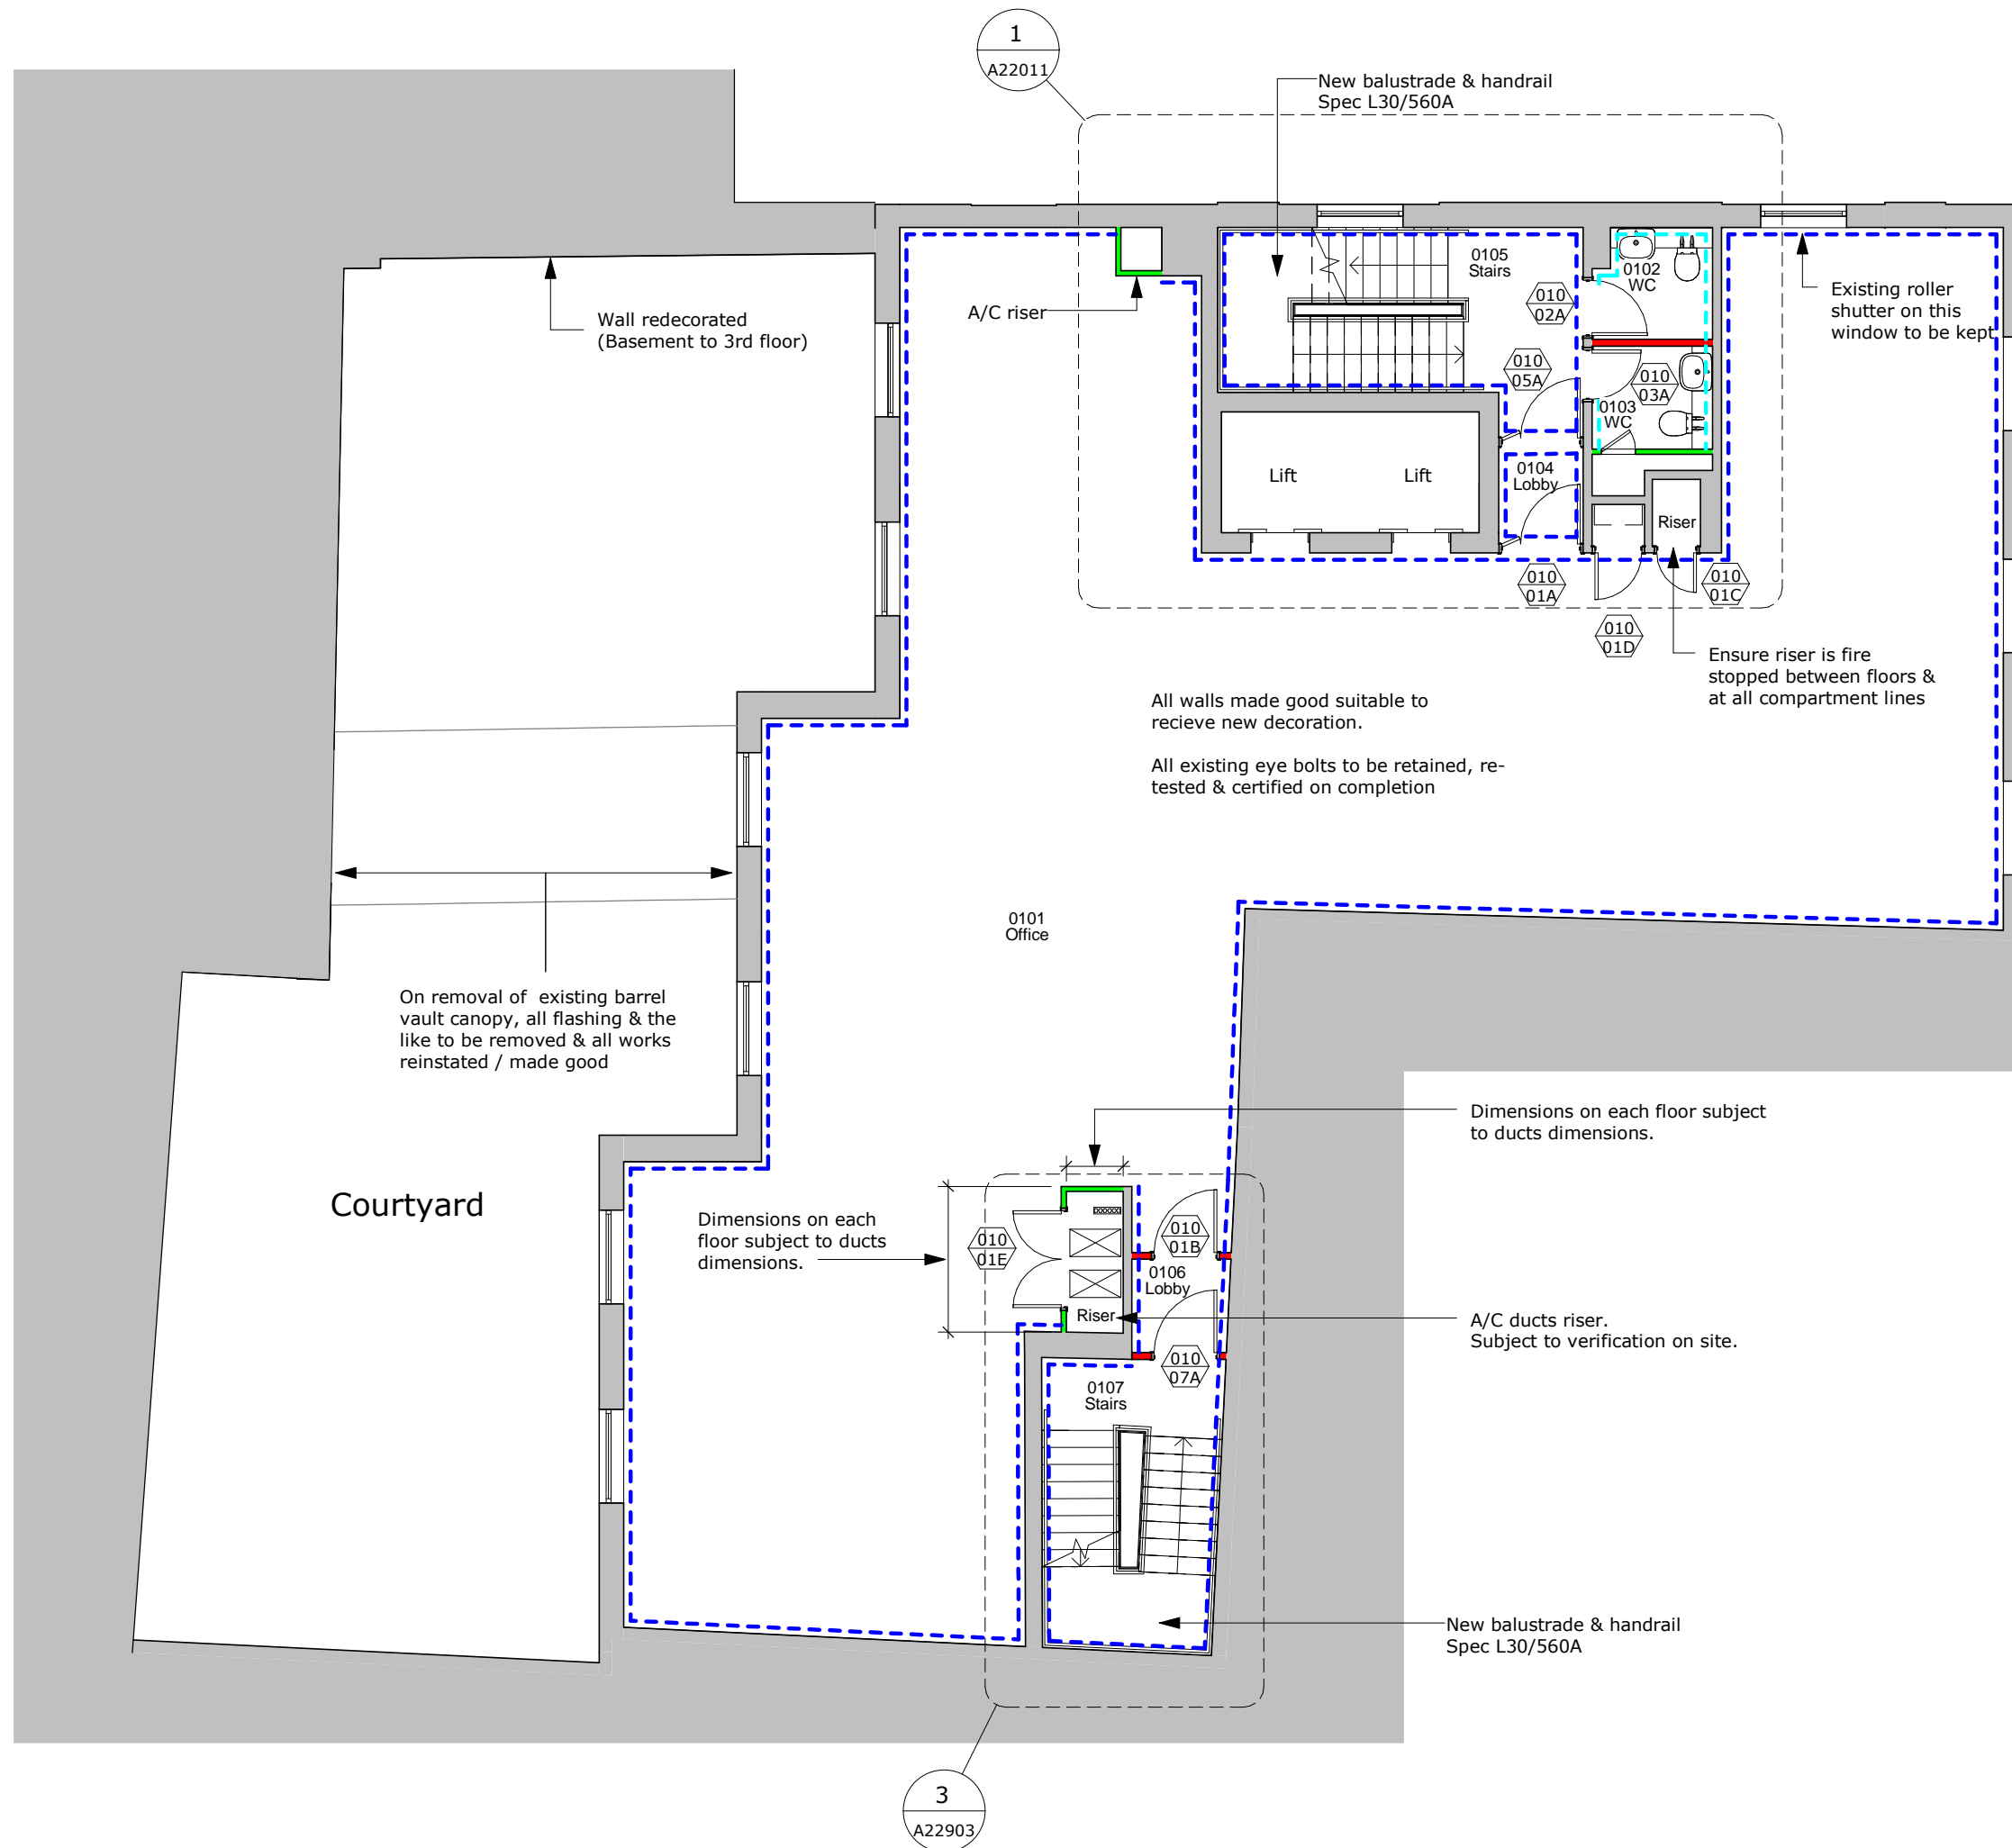 1
A22011
New balustrade & handrail
Spec L30/560A
Wall redecorated
(Basement to 3rd floor)
A/C riser
0105
Stairs
010
02A
0102
WC
Existing roller
shutter on this
window to be kept
010
05A
010
03A
0103
WC
Lift
Lift
0104
Lobby
Riser
010
01A
010
01C
010
01D
Ensure riser is fire
stopped between floors &
at all compartment lines
All walls made good suitable to
recieve new decoration.
All existing eye bolts to be retained, re-
tested & certified on completion
0101
Office
On removal of existing barrel
vault canopy, all flashing & the
like to be removed & all works
reinstated / made good
Dimensions on each floor subject
to ducts dimensions.
Courtyard
Dimensions on each
floor subject to ducts
dimensions.
010
01E
010
01B
0106
Lobby
Riser
A/C ducts riser.
Subject to verification on site.
010
07A
0107
Stairs
New balustrade & handrail
Spec L30/560A
3
A22903